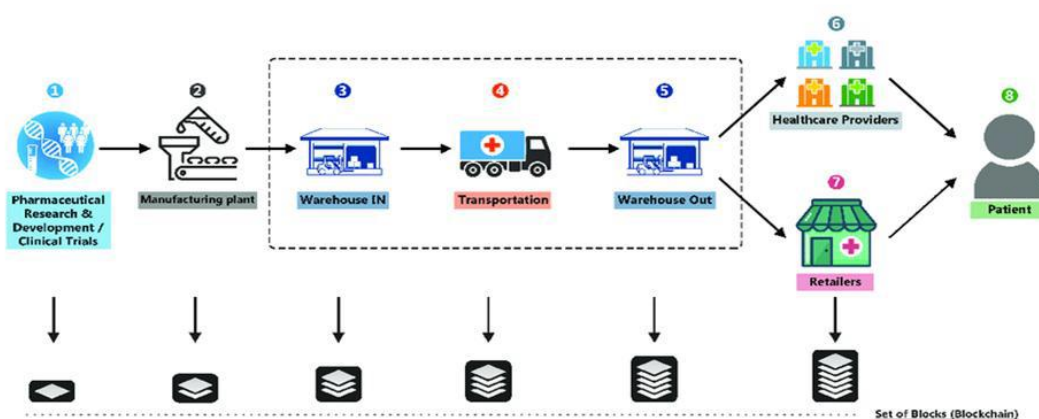 1
Pharmaceutical
Research &
Development /
Clinical Trials
2
Manufacturing plant
3
Warehouse IN
4
Transportation
5
Warehouse Out
6
Healthcare Providers
7
Retailers
8
Patient
Set of Blocks (Blockchain)